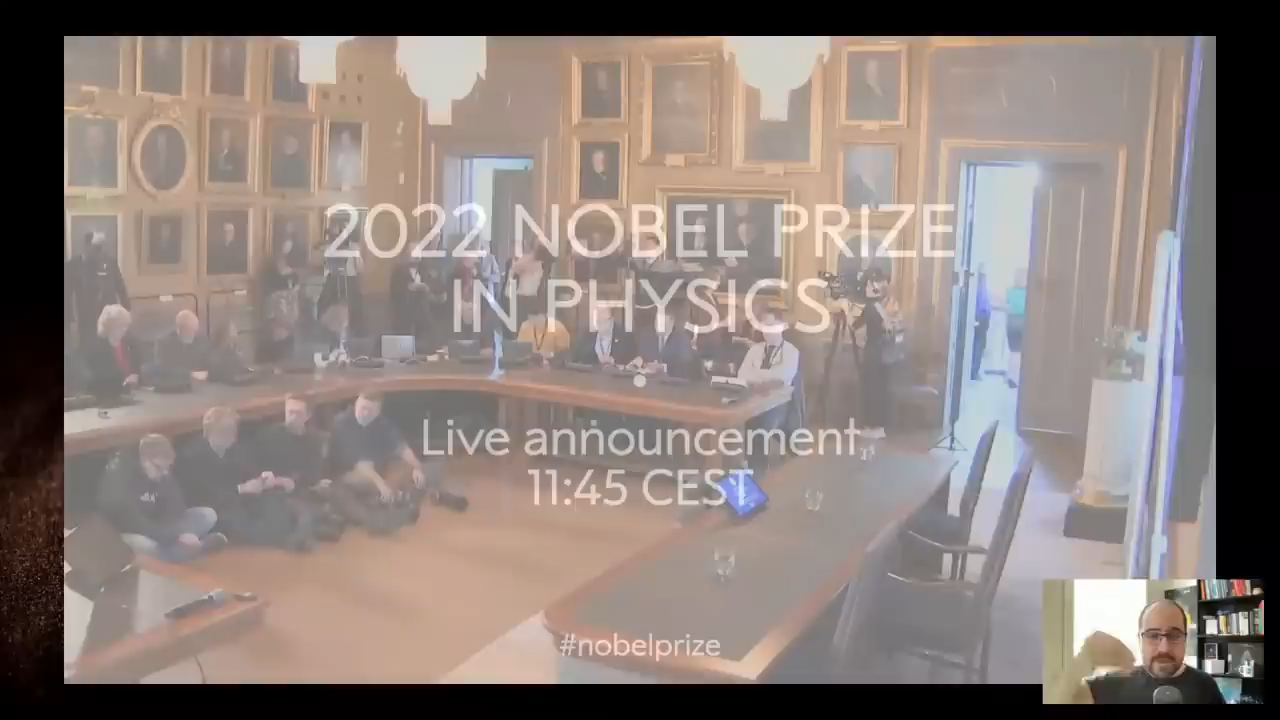 2022 NOBEL PRIZE
IN PHYSICS
Live announcement
11:45 CEST
#nobelprize